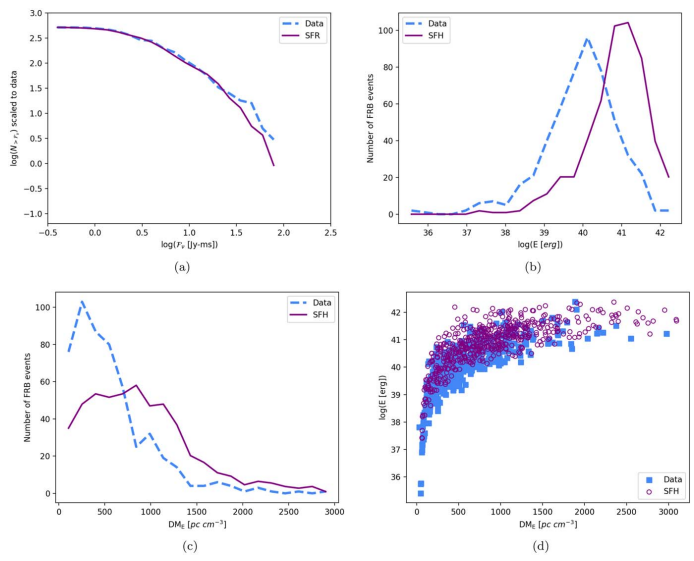 3.0
2.5
2.0
1.5
1.0
0.5
0.0
-0.5
-1.0
log(N>Fν) scaled to data
Data
SFR
-0.5 0.0 0.5 1.0 1.5 2.0 2.5
log(Fν [Jy-ms])
(a)
100
80
60
40
20
0
Number of FRB events
Data
SFH
36 37 38 39 40 41 42
log(E [erg])
(b)
100
80
60
40
20
0
Number of FRB events
Data
SFH
0 500 1000 1500 2000 2500 3000
DME [pc cm−3]
(c)
42
41
40
39
38
37
36
log(E [erg])
Data
SFH
0 500 1000 1500 2000 2500 3000
DME [pc cm−3]
(d)